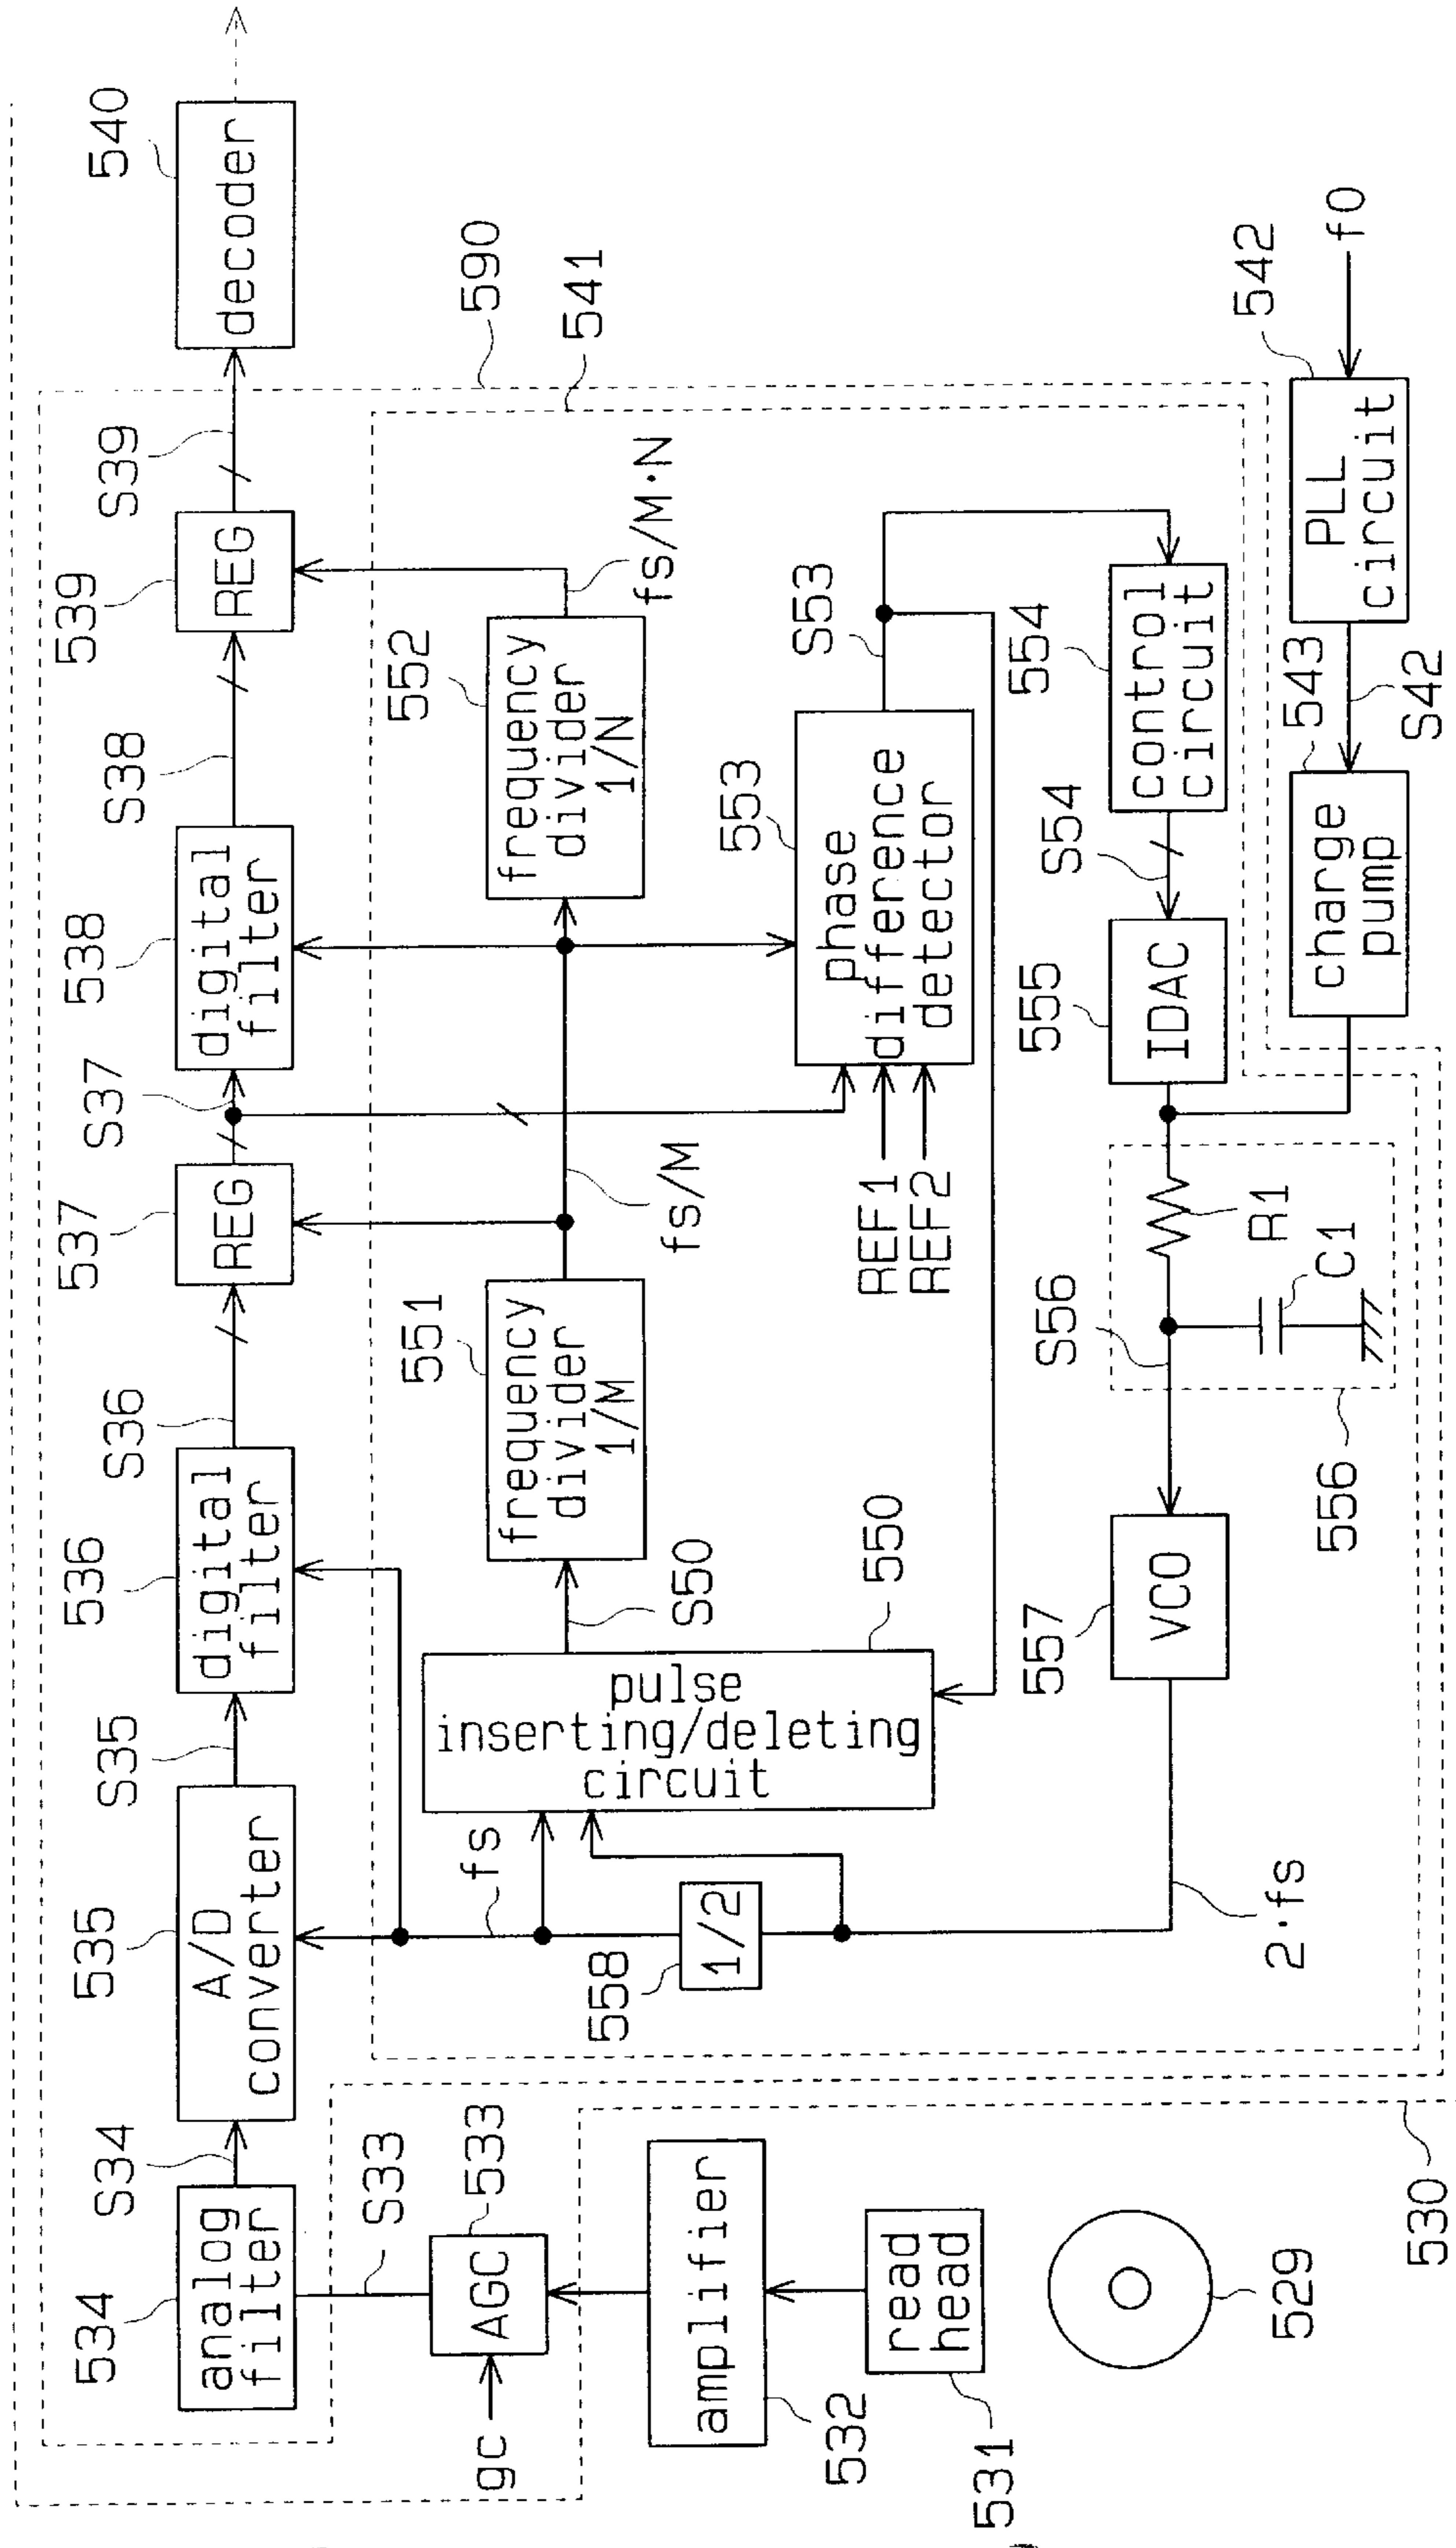 534
analog
filter
S34
535
A/D
converter
S35
536
digital
filter
S36
537
REG
S37
538
digital
filter
S38
539
REG
S39
540
decoder
590
541
S33
gc
AGC
533
532
amplifier
531
read
head
529
530
fs
558
1/2
2·fs
pulse
inserting/deleting
circuit
550
S50
551
frequency
divider
1/M
fs/M
552
frequency
divider
1/N
fs/M·N
REF1
REF2
553
phase
difference
detector
S53
557
VCO
S56
556
R1
C1
555
IDAC
S54
554
control
circuit
543
charge
pump
S42
542
PLL
circuit
f0